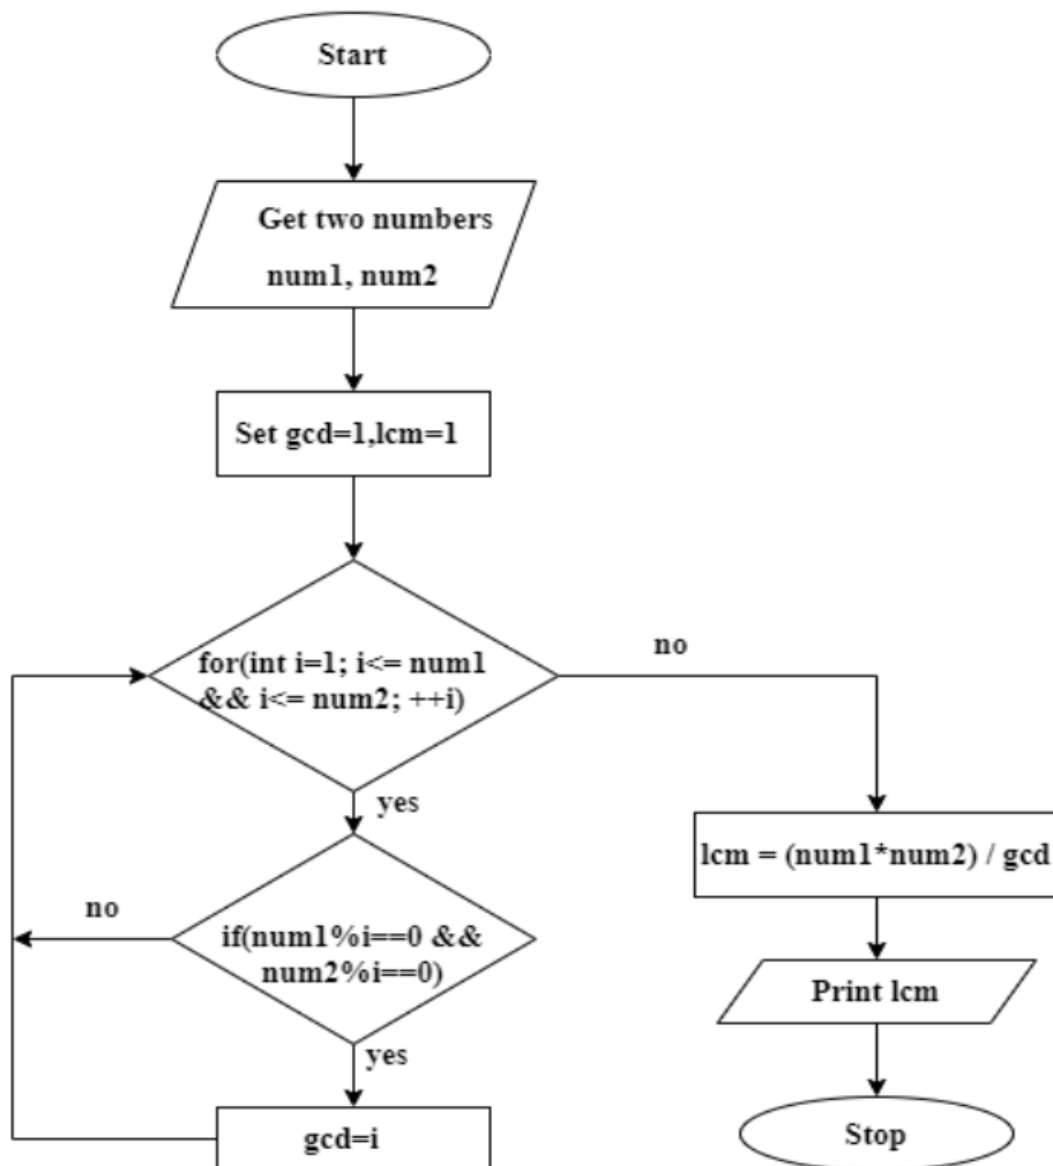 Start
Get two numbers
num1, num2
Set gcd=1,lcm=1
for(int i=1; i<= num1
&& i<= num2; ++i)
no
yes
lcm = (num1*num2) / gcd
no
if(num1%i==0 &&
num2%i==0)
Print lcm
yes
gcd=i
Stop